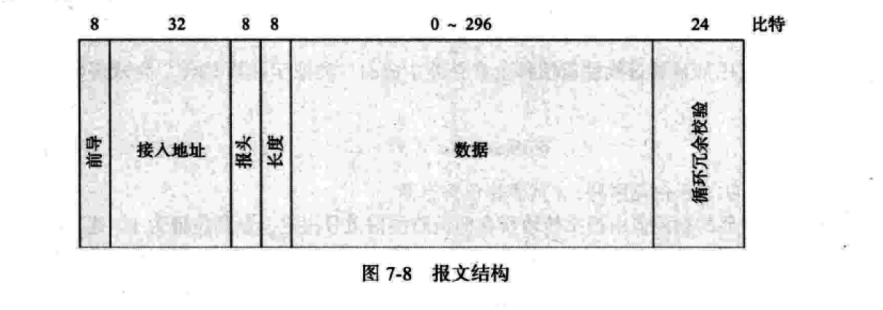 8 32 8 8 0 ~ 296 24 比特
前导 接入地址 报头 长度 数据 循环冗余校验
图 7-8 报文结构